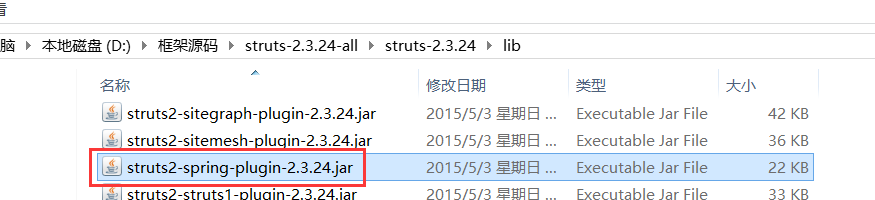 看
脑 本地磁盘 (D:) 框架源码 struts-2.3.24-all struts-2.3.24 lib
名称 修改日期 类型 大小
struts2-sitegraph-plugin-2.3.24.jar 2015/5/3 星期日 ... Executable Jar File 42 KB
struts2-sitemesh-plugin-2.3.24.jar 2015/5/3 星期日 ... Executable Jar File 36 KB
struts2-spring-plugin-2.3.24.jar 2015/5/3 星期日 ... Executable Jar File 22 KB
struts2-struts1-plugin-2.3.24.jar 2015/5/3 星期日 ... Executable Jar File 33 KB